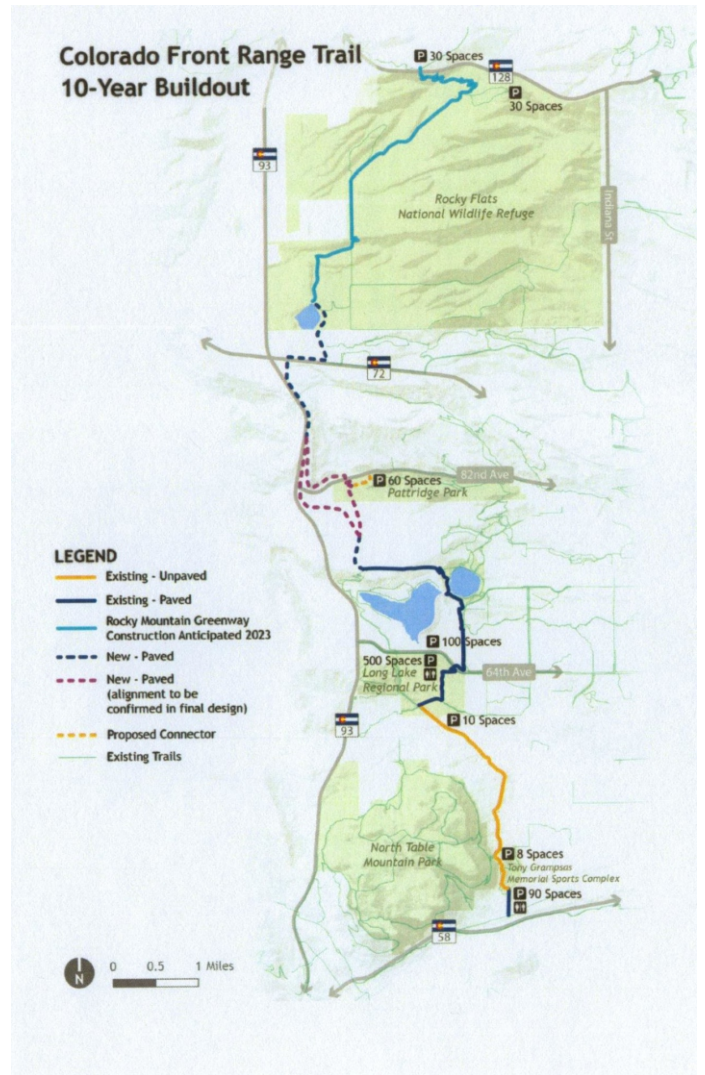 Colorado Front Range Trail
10-Year Buildout
P 30 Spaces
128
P
30 Spaces
93
Rocky Flats
National Wildlife Refuge
Indiana St
72
82nd Ave
P 60 Spaces
Pattridge Park
LEGEND
Existing - Unpaved
Existing - Paved
Rocky Mountain Greenway
Construction Anticipated 2023
New - Paved
New - Paved
(alignment to be
confirmed in final design)
Proposed Connector
Existing Trails
P 100 Spaces
500 Spaces P
Long Lake
Regional Park
64th Ave
P 10 Spaces
93
North Table
Mountain Park
P 8 Spaces
Tony Grampsas
Memorial Sports Complex
P 90 Spaces
58
N
0 0.5 1 Miles